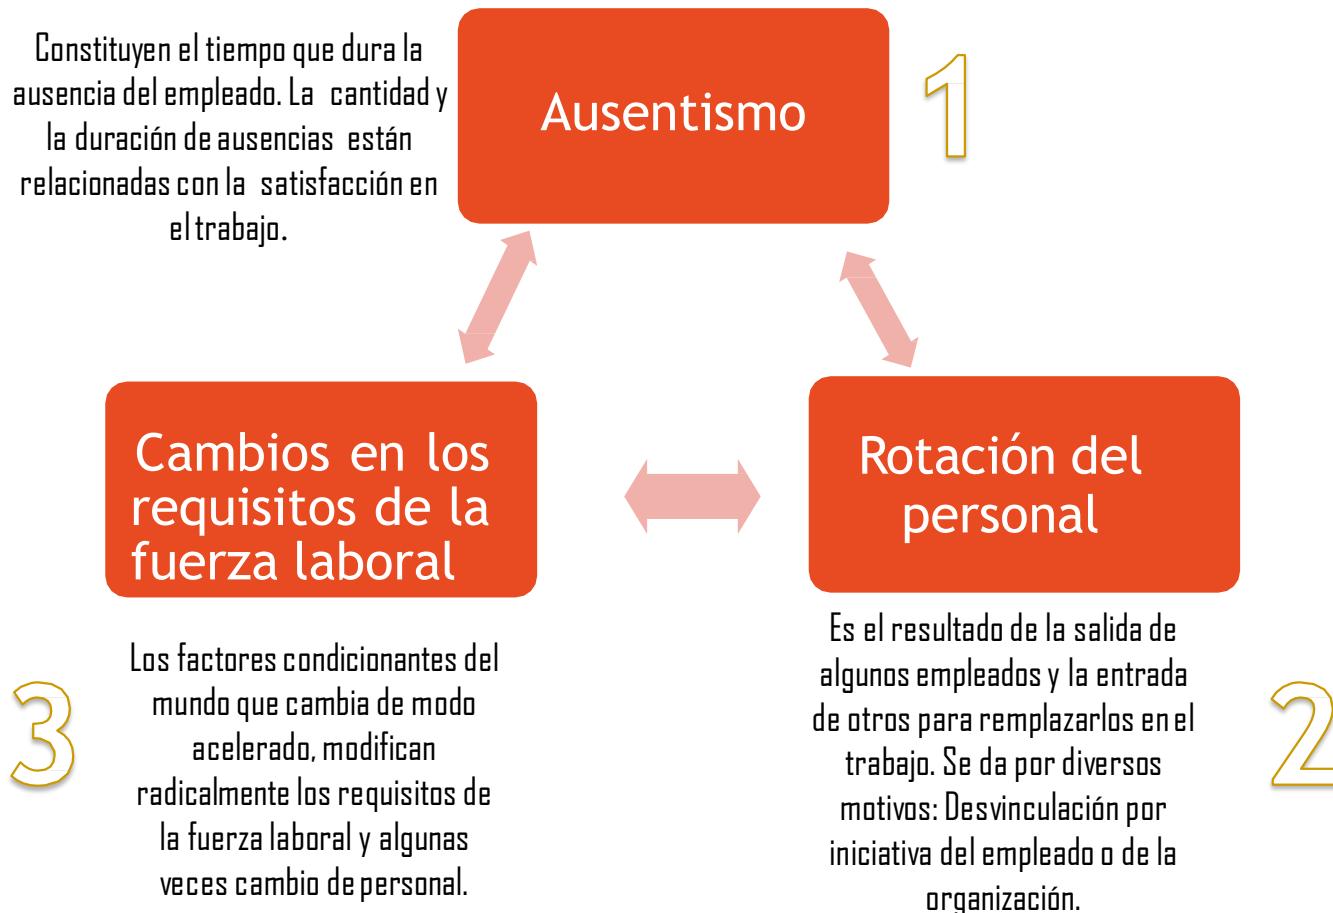 Constituyen el tiempo que dura la
ausencia del empleado. La cantidad y
la duración de ausencias están
relacionadas con la satisfacción en
el trabajo.
Ausentismo
1
Cambios en los
requisitos de la
fuerza laboral
Rotación del
personal
3
Los factores condicionantes del
mundo que cambia de modo
acelerado, modifican
radicalmente los requisitos de
la fuerza laboral y algunas
veces cambio de personal.
Es el resultado de la salida de
algunos empleados y la entrada
de otros para remplazarlos en el
trabajo. Se da por diversos
motivos: Desvinculación por
iniciativa del empleado o de la
organización.
2